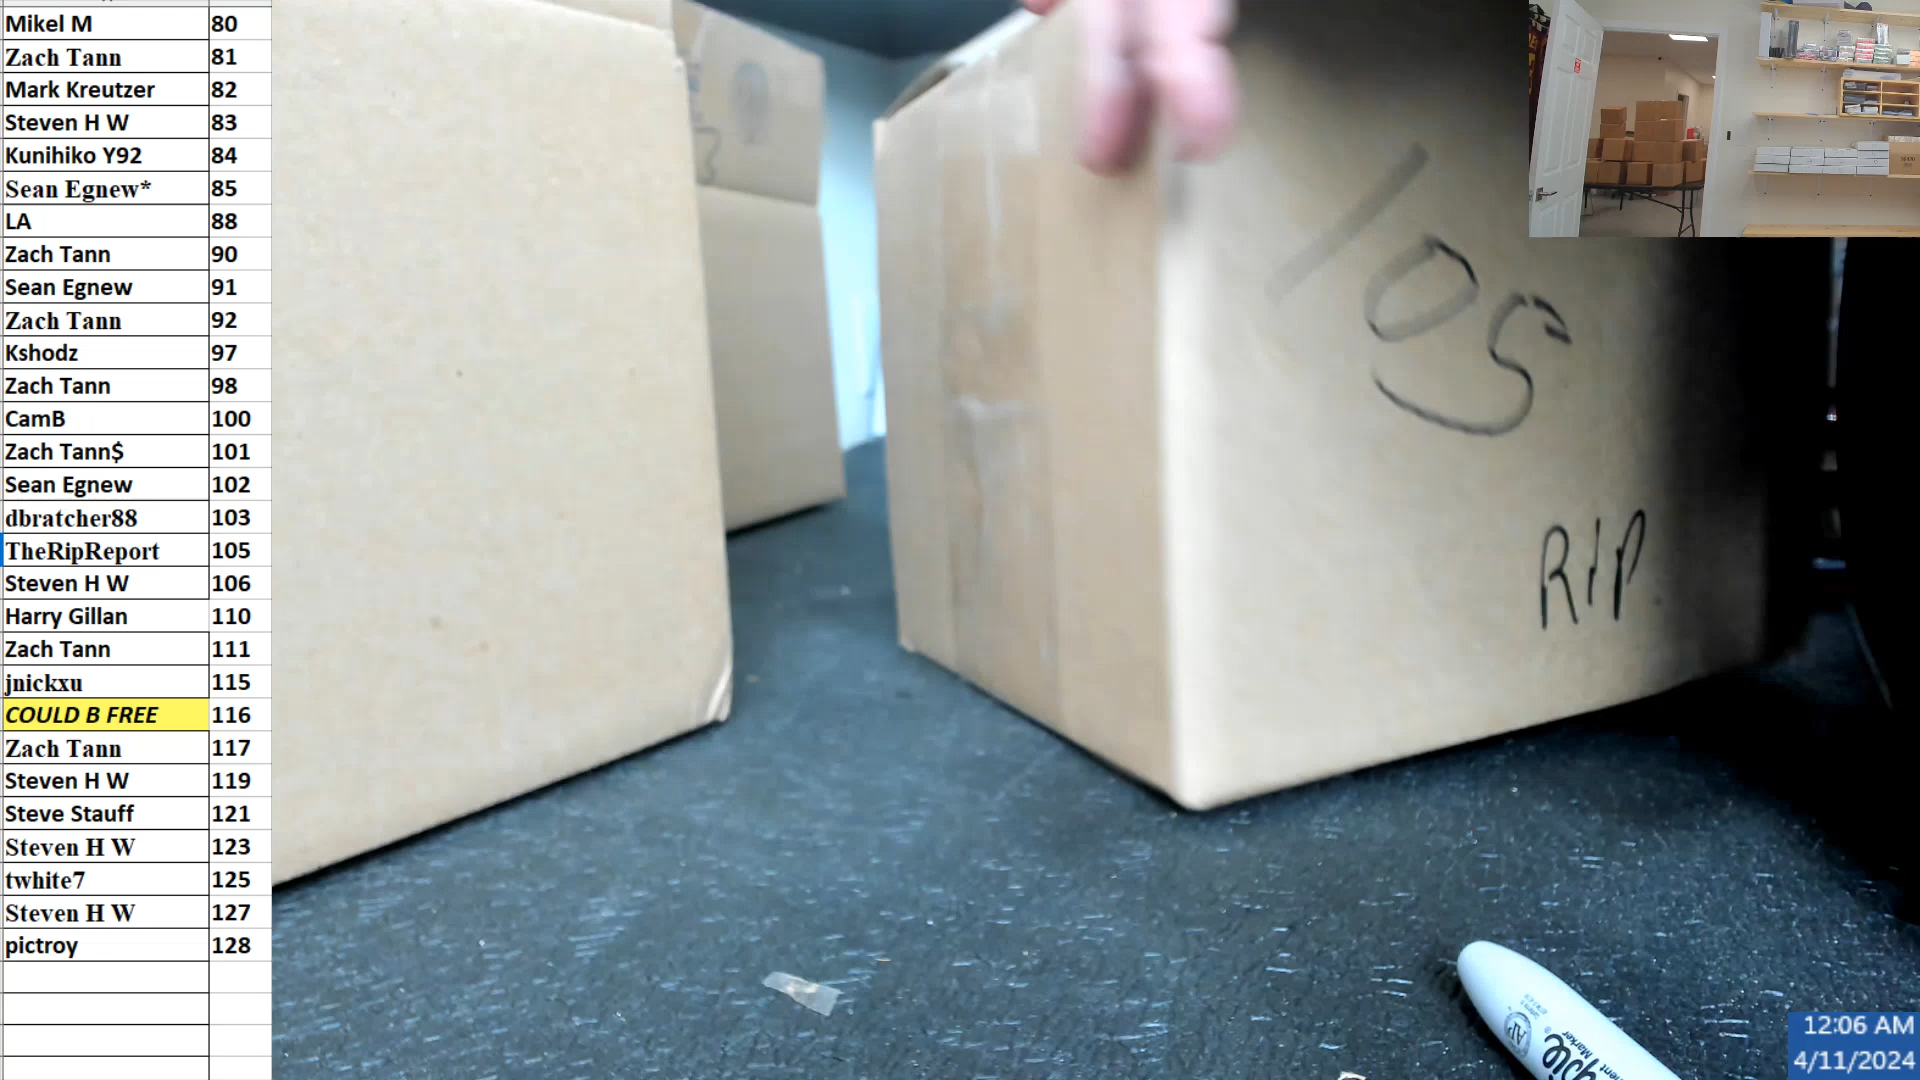 Mikel M 80
Zach Tann 81
Mark Kreutzer 82
Steven H W 83
Kunihiko Y92 84
Sean Egnew* 85
LA 88
Zach Tann 90
Sean Egnew 91
Zach Tann 92
Kshodz 97
Zach Tann 98
CamB 100
Zach Tann$ 101
Sean Egnew 102
dbratcher88 103
TheRipReport 105
Steven H W 106
Harry Gillan 110
Zach Tann 111
jnickxu 115
COULD B FREE 116
Zach Tann 117
Steven H W 119
Steve Stauff 121
Steven H W 123
twhite7 125
Steven H W 127
pictroy 128
105
Rip
AP
12:06 AM
4/11/2024